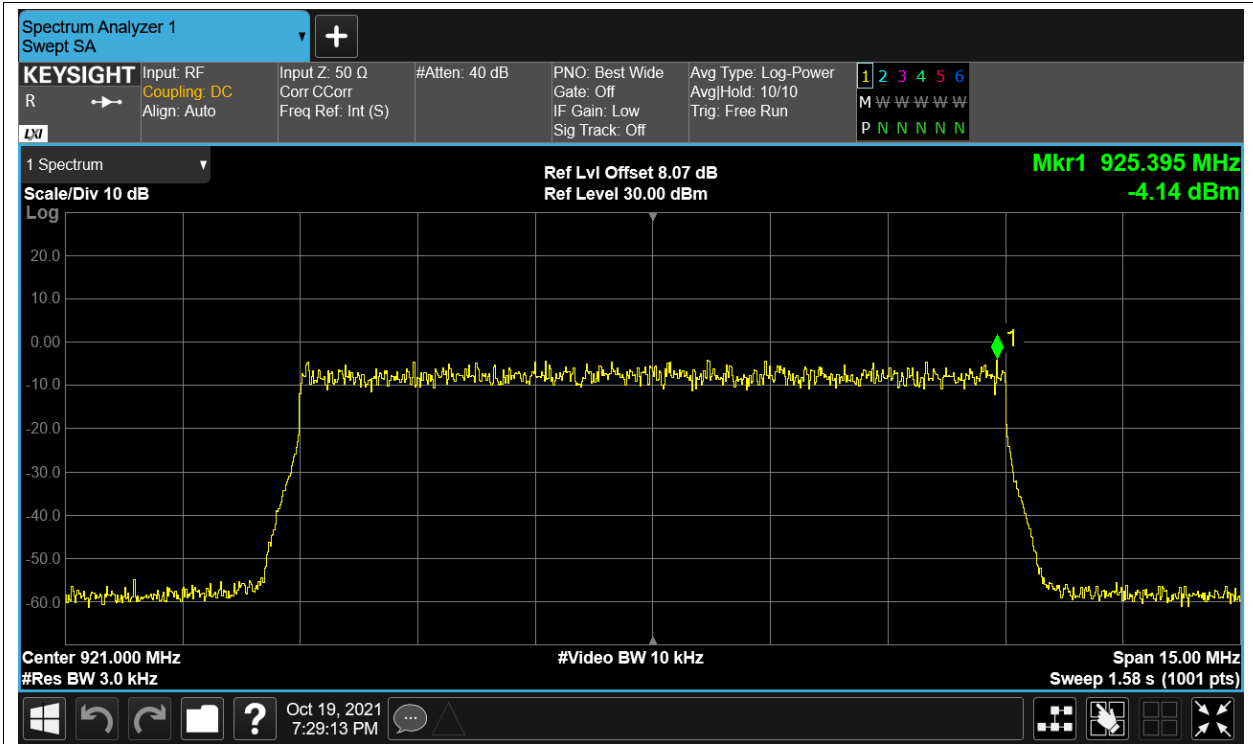 Spectrum Analyzer 1
Swept SA
KEYSIGHT
R
LXI
Input: RF
Coupling: DC
Align: Auto
Input Z: 50 Ω
Corr CCorr
Freq Ref: Int (S)
#Atten: 40 dB
PNO: Best Wide
Gate: Off
IF Gain: Low
Sig Track: Off
Avg Type: Log-Power
Avg|Hold: 10/10
Trig: Free Run
1 2 3 4 5 6
M W W W W W
P N N N N N
1 Spectrum
Scale/Div 10 dB
Log
Ref Lvl Offset 8.07 dB
Ref Level 30.00 dBm
Mkr1 925.395 MHz
-4.14 dBm
20.0
10.0
0.00
1
-10.0
-20.0
-30.0
-40.0
-50.0
-60.0
Center 921.000 MHz
#Video BW 10 kHz
Span 15.00 MHz
#Res BW 3.0 kHz
Sweep 1.58 s (1001 pts)
?
Oct 19, 2021
7:29:13 PM